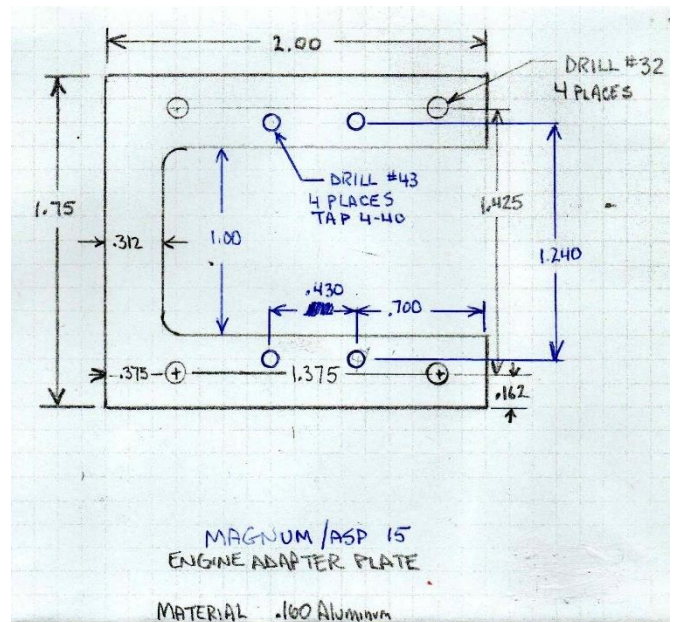 2.00
DRILL #32
4 PLACES
DRILL #43
4 PLACES
TAP 4-40
1.75
1.425
.312
1.00
1.240
.430
.700
.375
1.375
.162
MAGNUM/ASP 15
ENGINE ADAPTER PLATE
MATERIAL .160 Aluminum